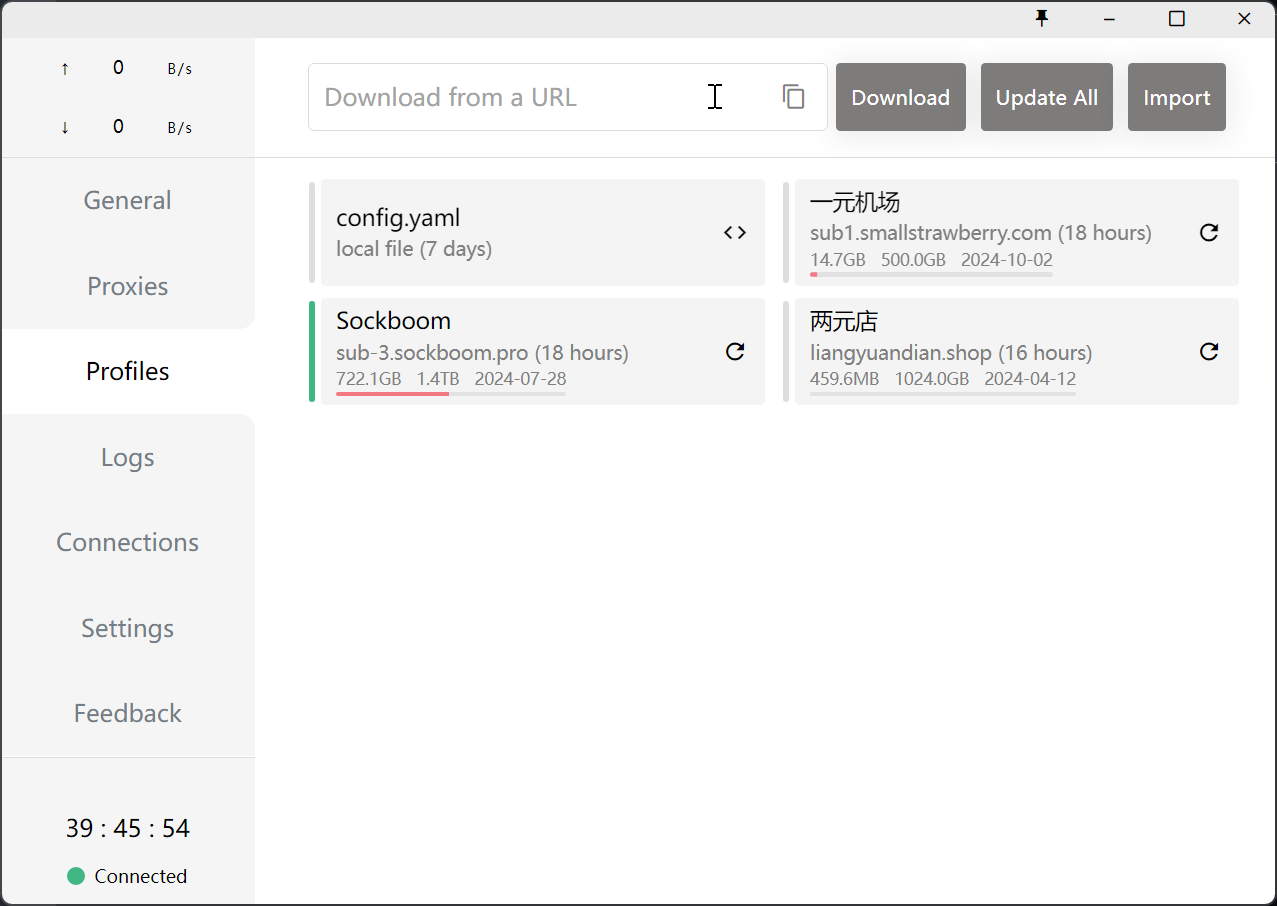 ↑ 0 B/s
↓ 0 B/s
General
Proxies
Profiles
Logs
Connections
Settings
Feedback
39 : 45 : 54
Connected
Download from a URL
Download
Update All
Import
config.yaml
local file (7 days)
一元机场
sub1.smallstrawberry.com (18 hours)
14.7GB 500.0GB 2024-10-02
Sockboom
sub-3.sockboom.pro (18 hours)
722.1GB 1.4TB 2024-07-28
两元店
liangyuandian.shop (16 hours)
459.6MB 1024.0GB 2024-04-12